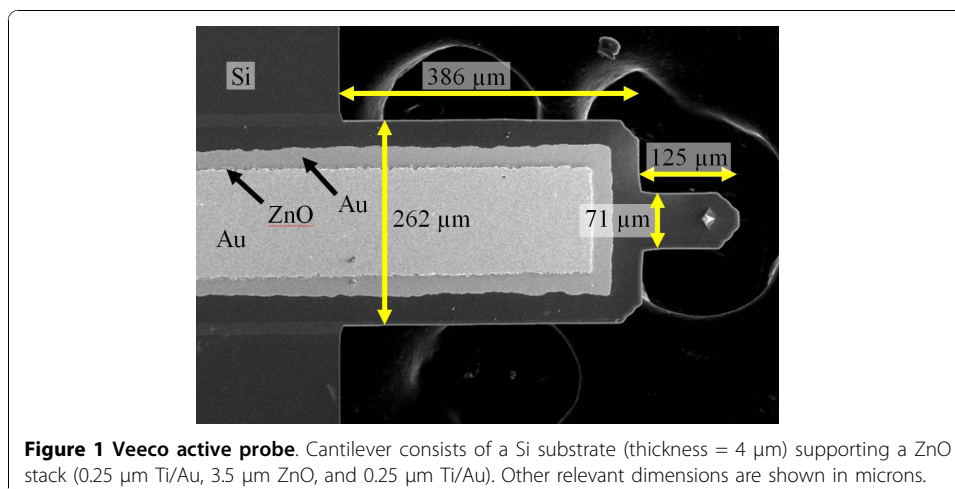 Si
386 µm
125 µm
Au
ZnO
262 µm
71
µm
Au
Figure 1 Veeco active probe. Cantilever consists of a Si substrate (thickness = 4 µm) supporting a ZnO
stack (0.25 µm Ti/Au, 3.5 µm ZnO, and 0.25 µm Ti/Au). Other relevant dimensions are shown in microns.